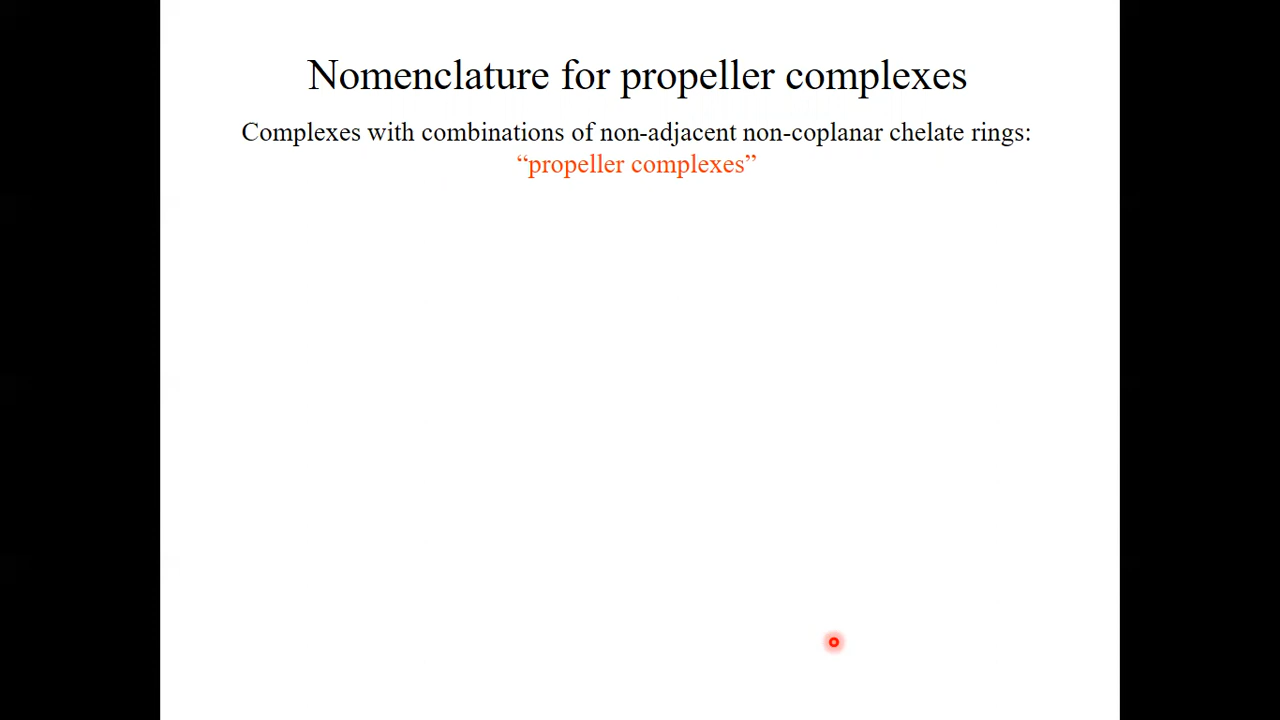 Nomenclature for propeller complexes
Complexes with combinations of non-adjacent non-coplanar chelate rings:
“propeller complexes”